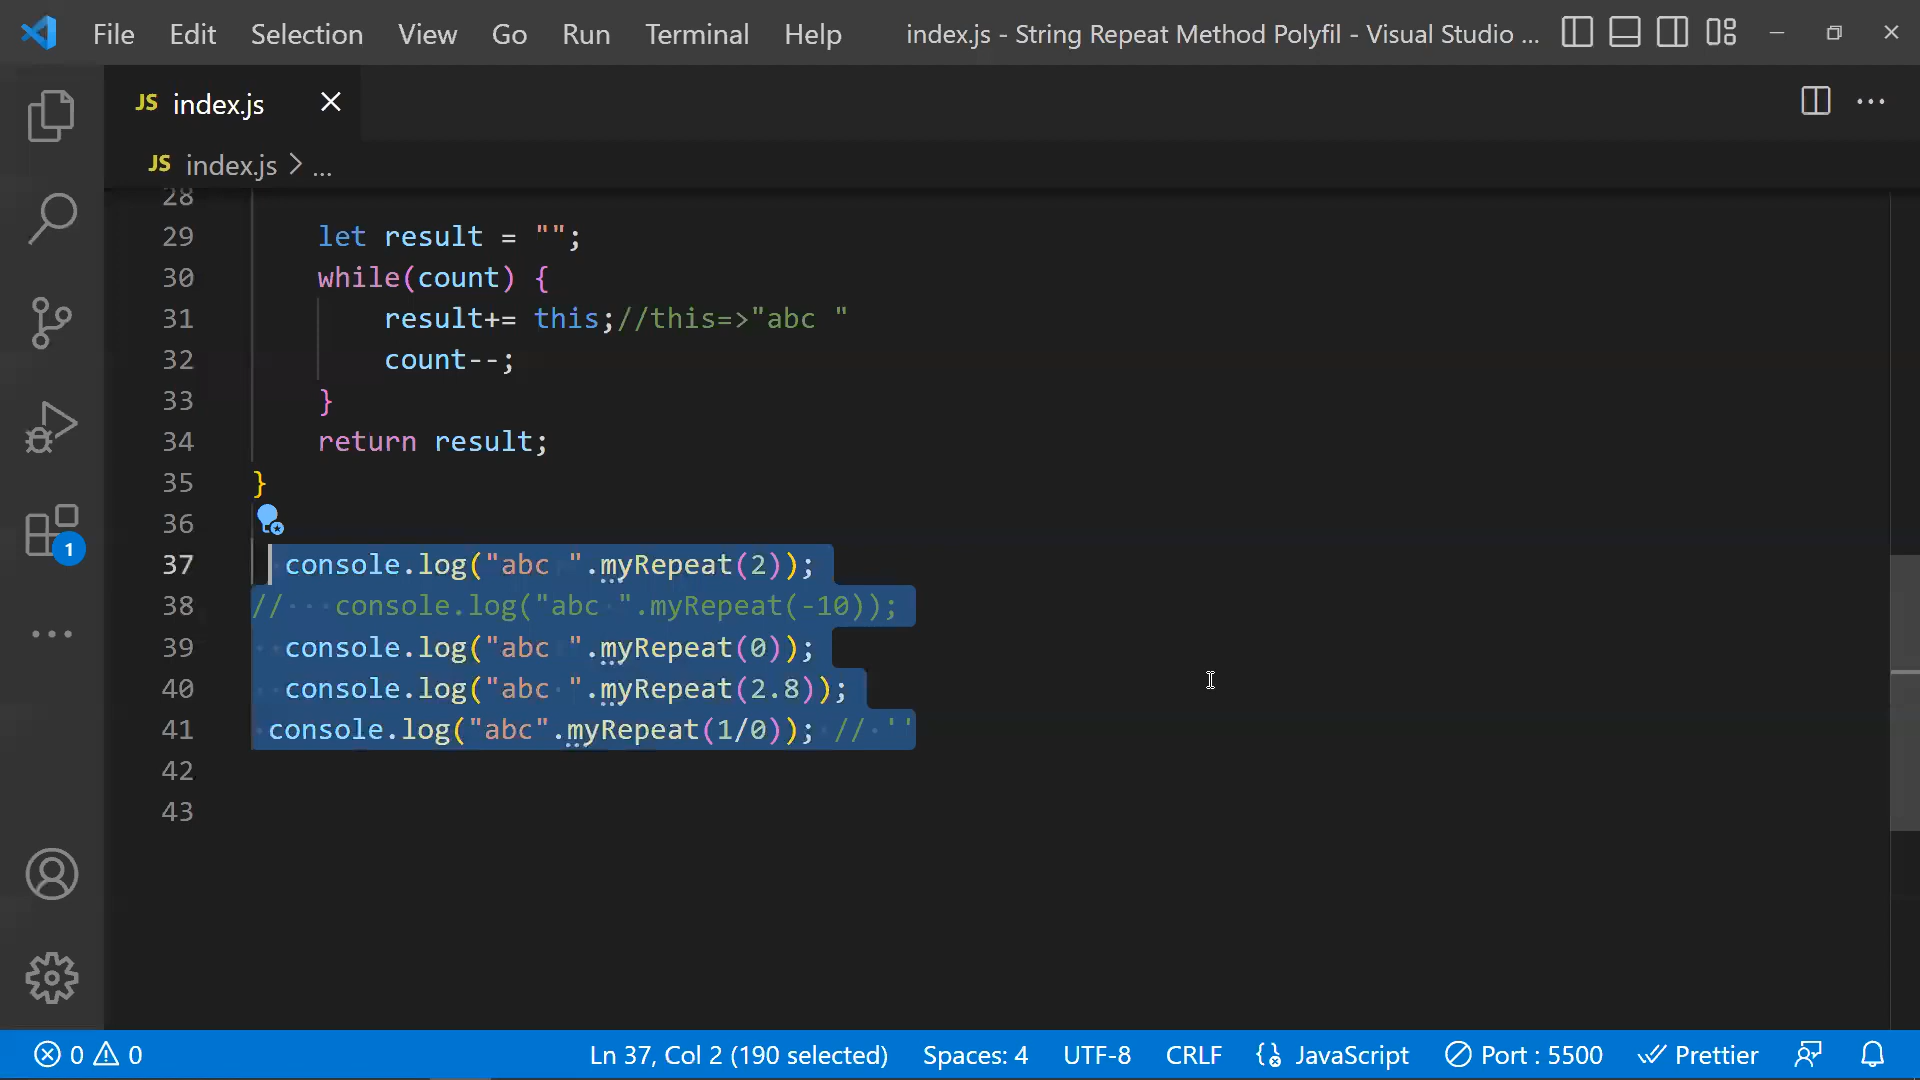 File Edit Selection View Go Run Terminal Help index.js - String Repeat Method Polyfil - Visual Studio ...
JS index.js
JS index.js > ...
28
29 let result = "";
30 while(count) {
31 result+= this;//this=>"abc "
32 count--;
33 }
34 return result;
35 }
36
37 console.log("abc ".myRepeat(2));
38 // console.log("abc ".myRepeat(-10));
39 console.log("abc ".myRepeat(0));
40 console.log("abc ".myRepeat(2.8));
41 console.log("abc".myRepeat(1/0)); // ''
42
43
1
0 0 Ln 37, Col 2 (190 selected) Spaces: 4 UTF-8 CRLF JavaScript Port : 5500 Prettier